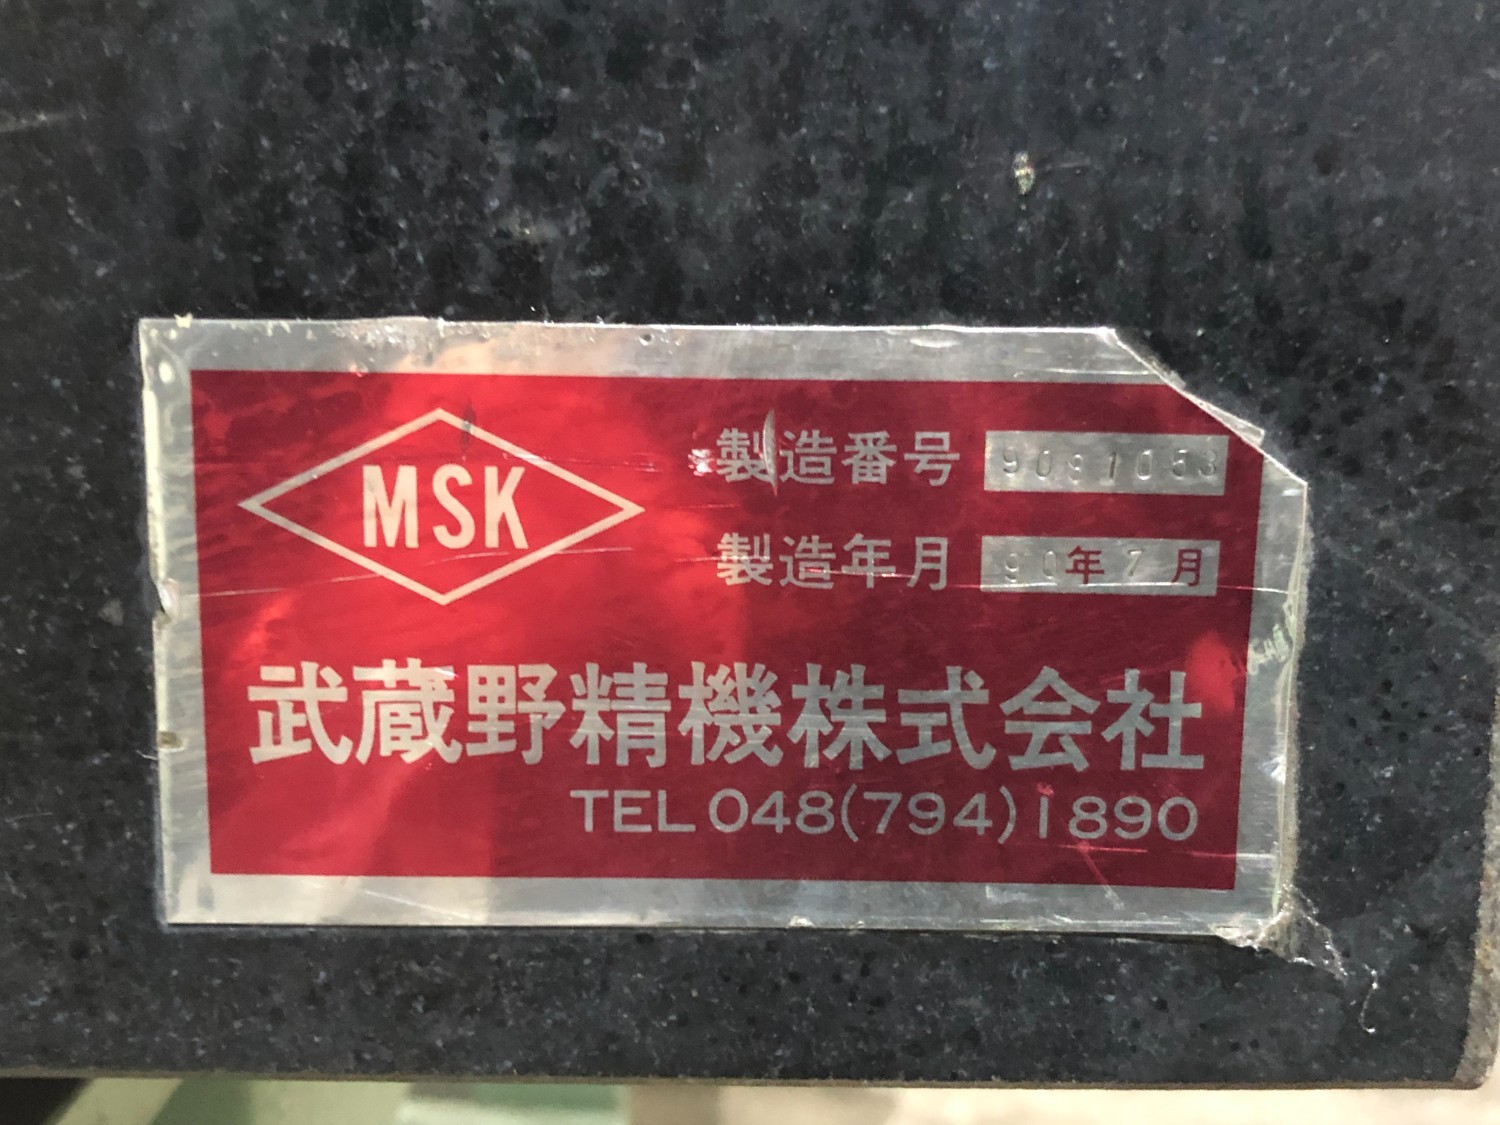 MSK
製造番号 9091053
製造年月 90年7月
武蔵野精機株式会社
TEL 048(794)1890